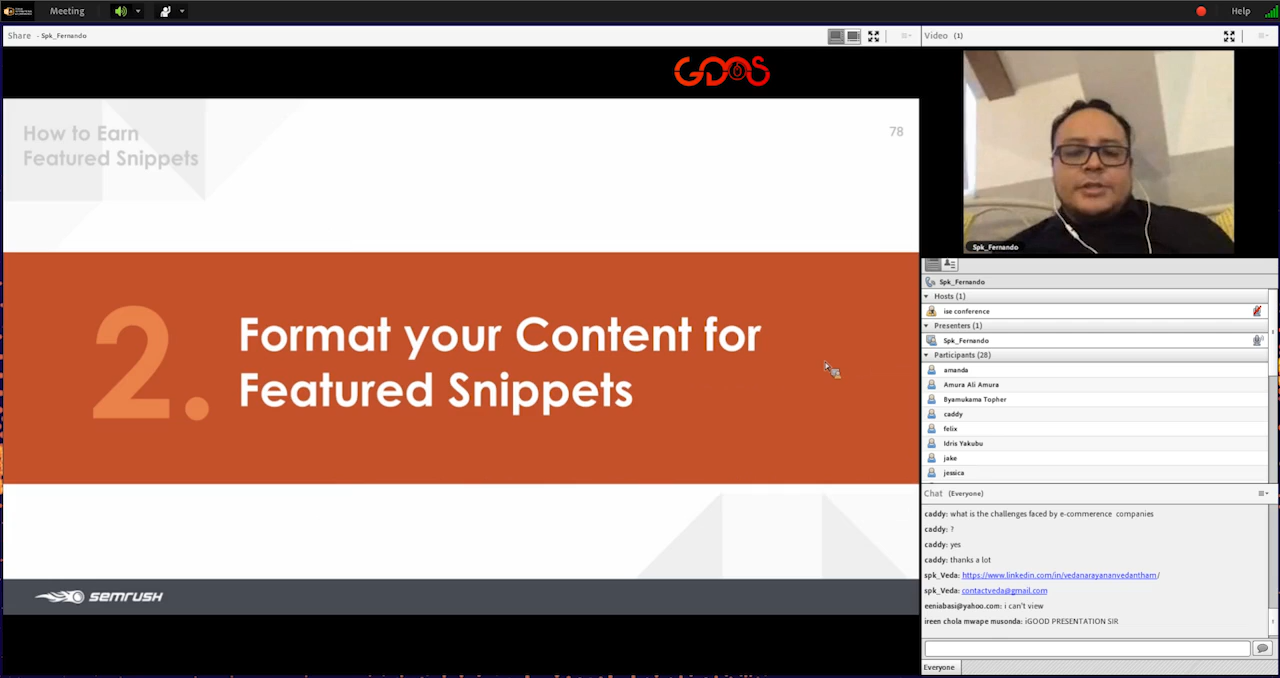 Meeting
Help
Share - Spk_Fernando
Video (1)
GDOS
How to Earn
Featured Snippets
78
2. Format your Content for
Featured Snippets
semrush
Spk_Fernando
Spk_Fernando
Hosts (1)
ise conference
Presenters (1)
Spk_Fernando
Participants (28)
amanda
Amura Ali Amura
Byamukama Topher
caddy
felix
Idris Yakubu
jake
jessica
Chat (Everyone)
caddy: what is the challenges faced by e-commerence companies
caddy: ?
caddy: yes
caddy: thanks a lot
spk_Veda: https://www.linkedin.com/in/vedanarayananvedantham/
spk_Veda: contactveda@gmail.com
eeniabasi@yahoo.com: i can't view
ireen chola mwape musonda: iGOOD PRESENTATION SIR
Everyone